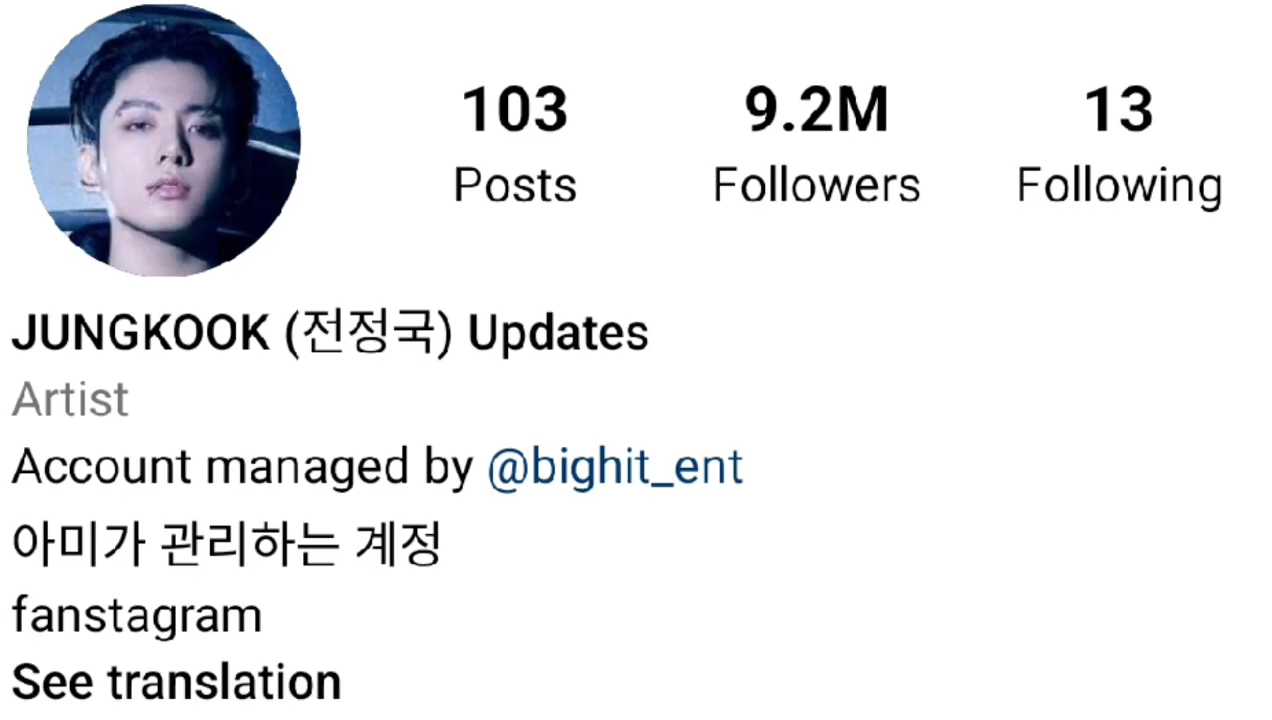 103 9.2M 13
Posts Followers Following
JUNGKOOK (전정국) Updates
Artist
Account managed by @bighit_ent
아미가 관리하는 계정
fanstagram
See translation